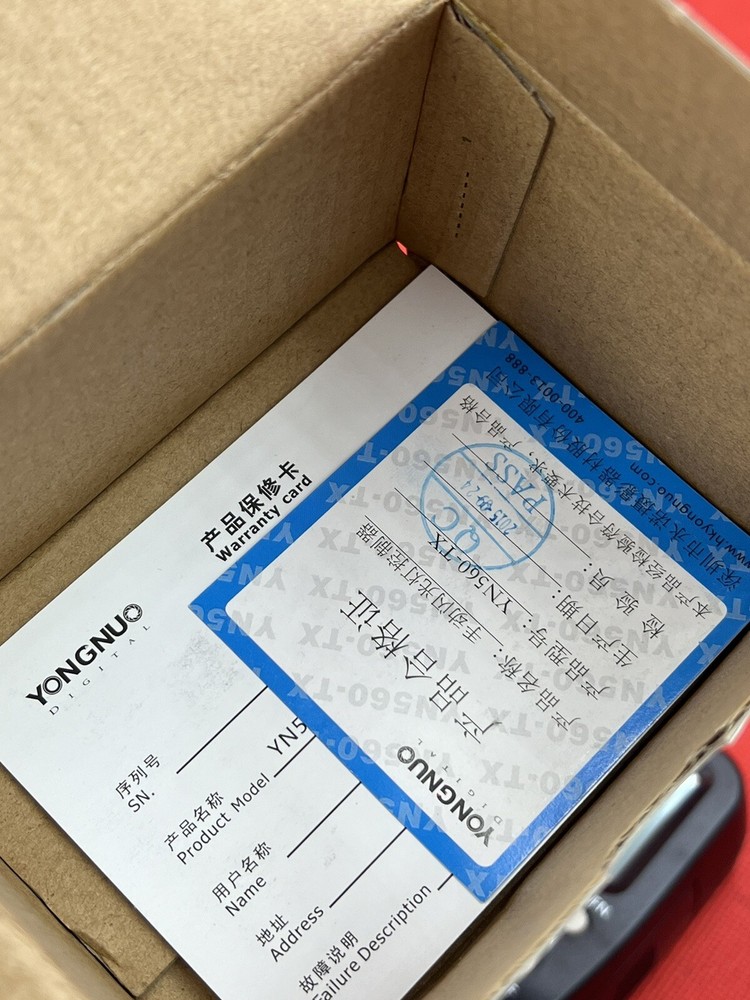 YONGNUO
DIGITAL
产品保修卡
Warranty card
序列号
SN.
产品名称
Product Model YN5
用户名称
Name
地址
Address
故障说明
Failure Description
YONGNUO
DIGITAL
产品合格证
产品名称：手动闪光灯控制器
产品型号：YN560-TX
生产日期：
检验员：
本产品经检验符合技术要求，产品合格
QC
PASS
深圳市永诺摄影器材股份有限公司
www.hkyongnuo.com 400-0013-888
YN560-TX